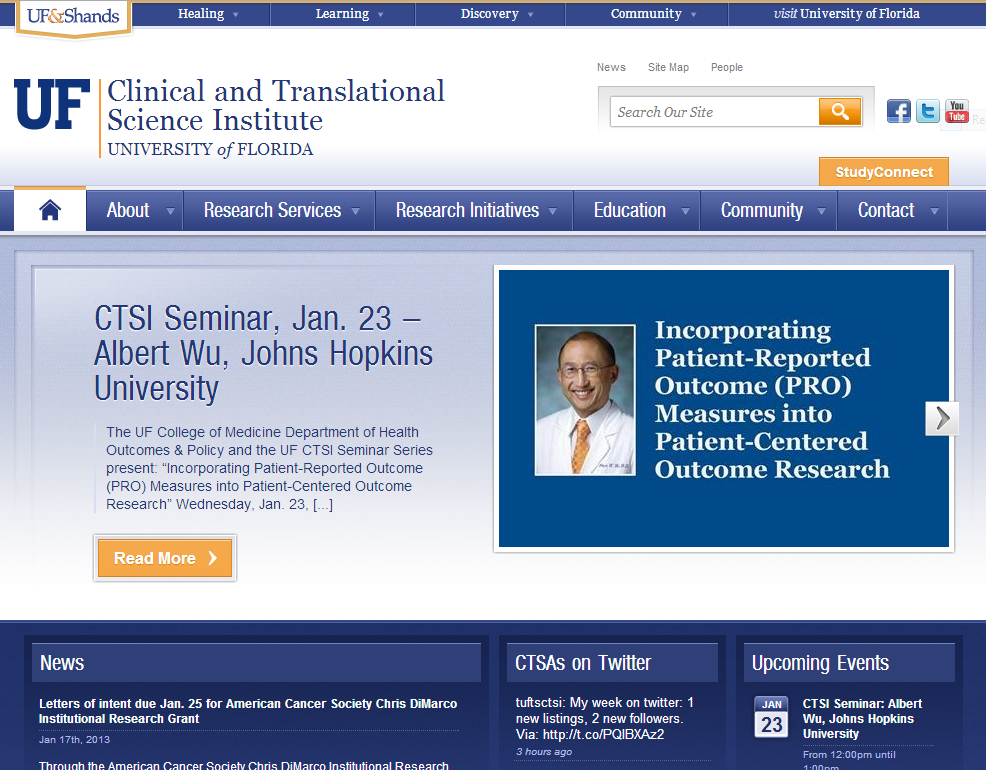 UF&Shands
Healing
Learning
Discovery
Community
visit University of Florida
News
Site Map
People
UF
Clinical and Translational
Science Institute
UNIVERSITY of FLORIDA
Search Our Site
You
Tube
StudyConnect
About
Research Services
Research Initiatives
Education
Community
Contact
CTSI Seminar, Jan. 23 –
Albert Wu, Johns Hopkins
University
The UF College of Medicine Department of Health
Outcomes & Policy and the UF CTSI Seminar Series
present: “Incorporating Patient-Reported Outcome
(PRO) Measures into Patient-Centered Outcome
Research” Wednesday, Jan. 23, [...]
Read More
Incorporating
Patient-Reported
Outcome (PRO)
Measures into
Patient-Centered
Outcome Research
News
Letters of intent due Jan. 25 for American Cancer Society Chris DiMarco
Institutional Research Grant
Jan 17th, 2013
Through the American Cancer Society Chris DiMarco Institutional Research
CTSAs on Twitter
tuftsctsi: My week on twitter: 1
new listings, 2 new followers.
Via: http://t.co/PQIBXAz2
3 hours ago
Upcoming Events
JAN
23
CTSI Seminar: Albert
Wu, Johns Hopkins
University
From 12:00pm until
1:00pm